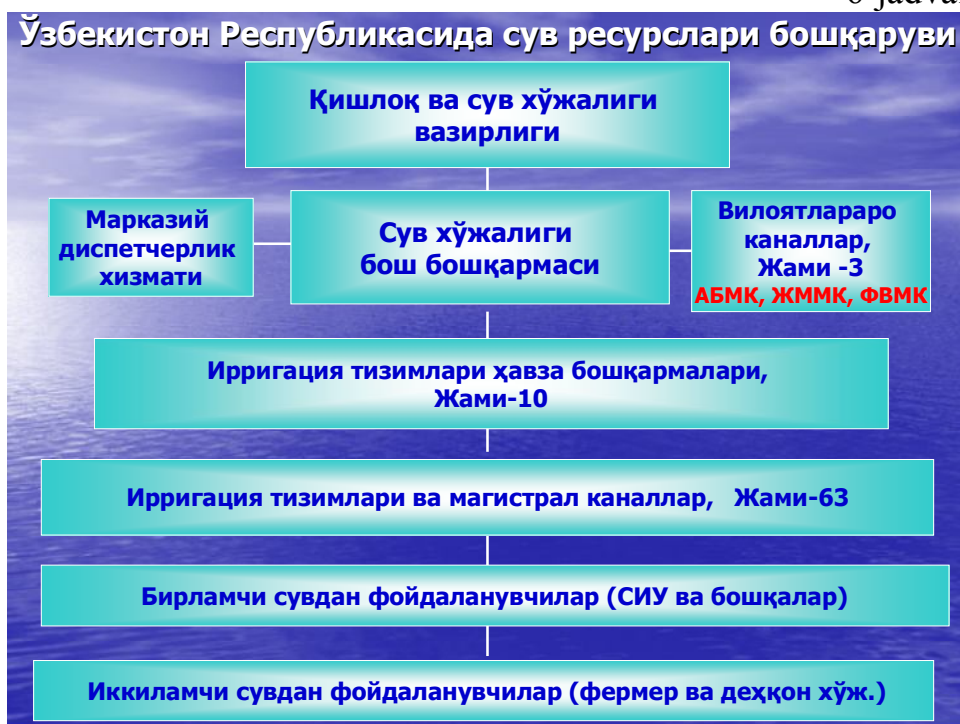 Ўзбекистон Республикасида сув ресурслари бошқаруви
Қишлоқ ва сув хўжалиги
вазирлиги
Марказий
диспетчерлик
хизмати
Сув хўжалиги
бош бошқармаси
Вилоятлараро
каналлар,
Жами -3
АБМК, ЖММК, ФВМК
Ирригация тизимлари ҳавза бошқармалари,
Жами-10
Ирригация тизимлари ва магистрал каналлар, Жами-63
Бирламчи сувдан фойдаланувчилар (СИУ ва бошқалар)
Иккиламчи сувдан фойдаланувчилар (фермер ва деҳқон хўж.)